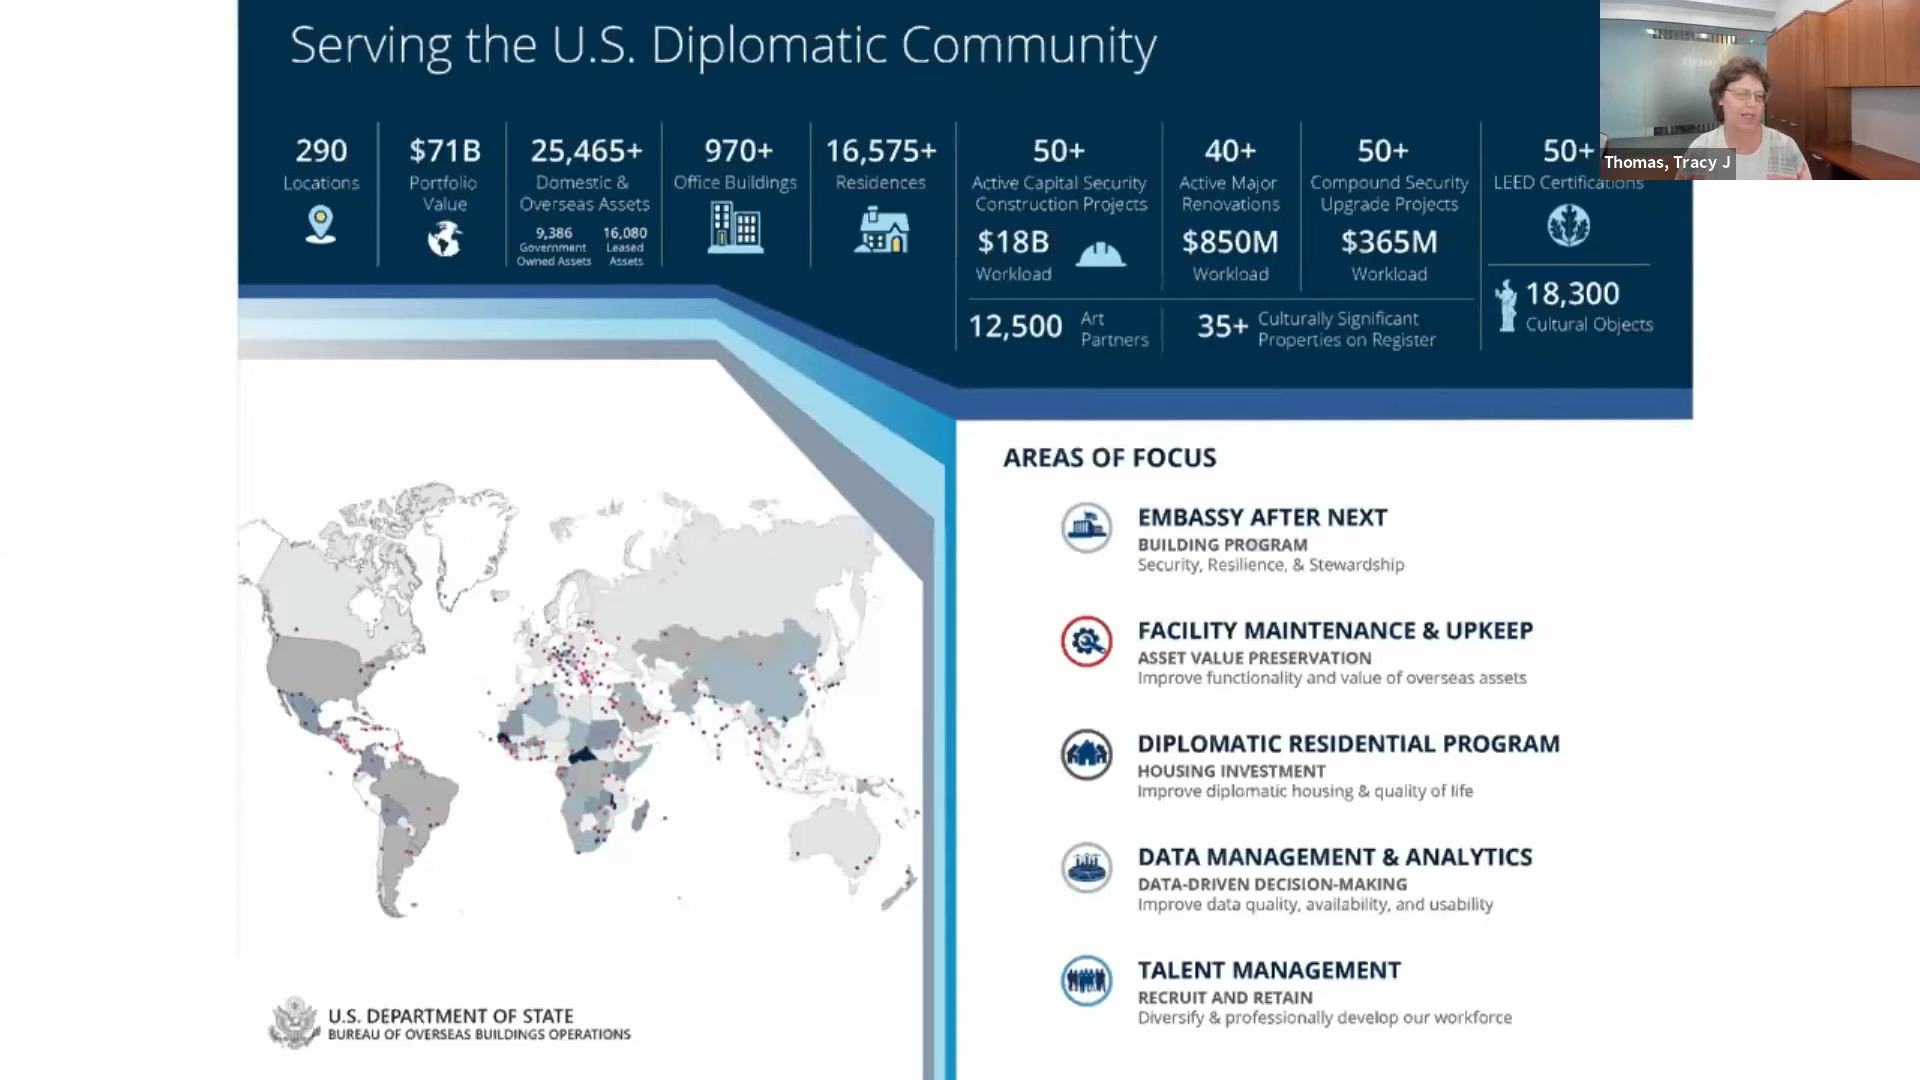 Serving the U.S. Diplomatic Community
290
Locations
$71B
Portfolio
Value
25,465+
Domestic &
Overseas Assets
9,386
Government
Owned Assets
16,080
Leased
Assets
970+
Office Buildings
16,575+
Residences
50+
Active Capital Security
Construction Projects
$18B
Workload
40+
Active Major
Renovations
$850M
Workload
50+
Compound Security
Upgrade Projects
$365M
Workload
50+
LEED Certifications
12,500
Art
Partners
35+
Culturally Significant
Properties on Register
18,300
Cultural Objects
Thomas, Tracy J
AREAS OF FOCUS
EMBASSY AFTER NEXT
BUILDING PROGRAM
Security, Resilience, & Stewardship
FACILITY MAINTENANCE & UPKEEP
ASSET VALUE PRESERVATION
Improve functionality and value of overseas assets
DIPLOMATIC RESIDENTIAL PROGRAM
HOUSING INVESTMENT
Improve diplomatic housing & quality of life
DATA MANAGEMENT & ANALYTICS
DATA-DRIVEN DECISION-MAKING
Improve data quality, availability, and usability
TALENT MANAGEMENT
RECRUIT AND RETAIN
Diversify & professionally develop our workforce
U.S. DEPARTMENT OF STATE
BUREAU OF OVERSEAS BUILDINGS OPERATIONS